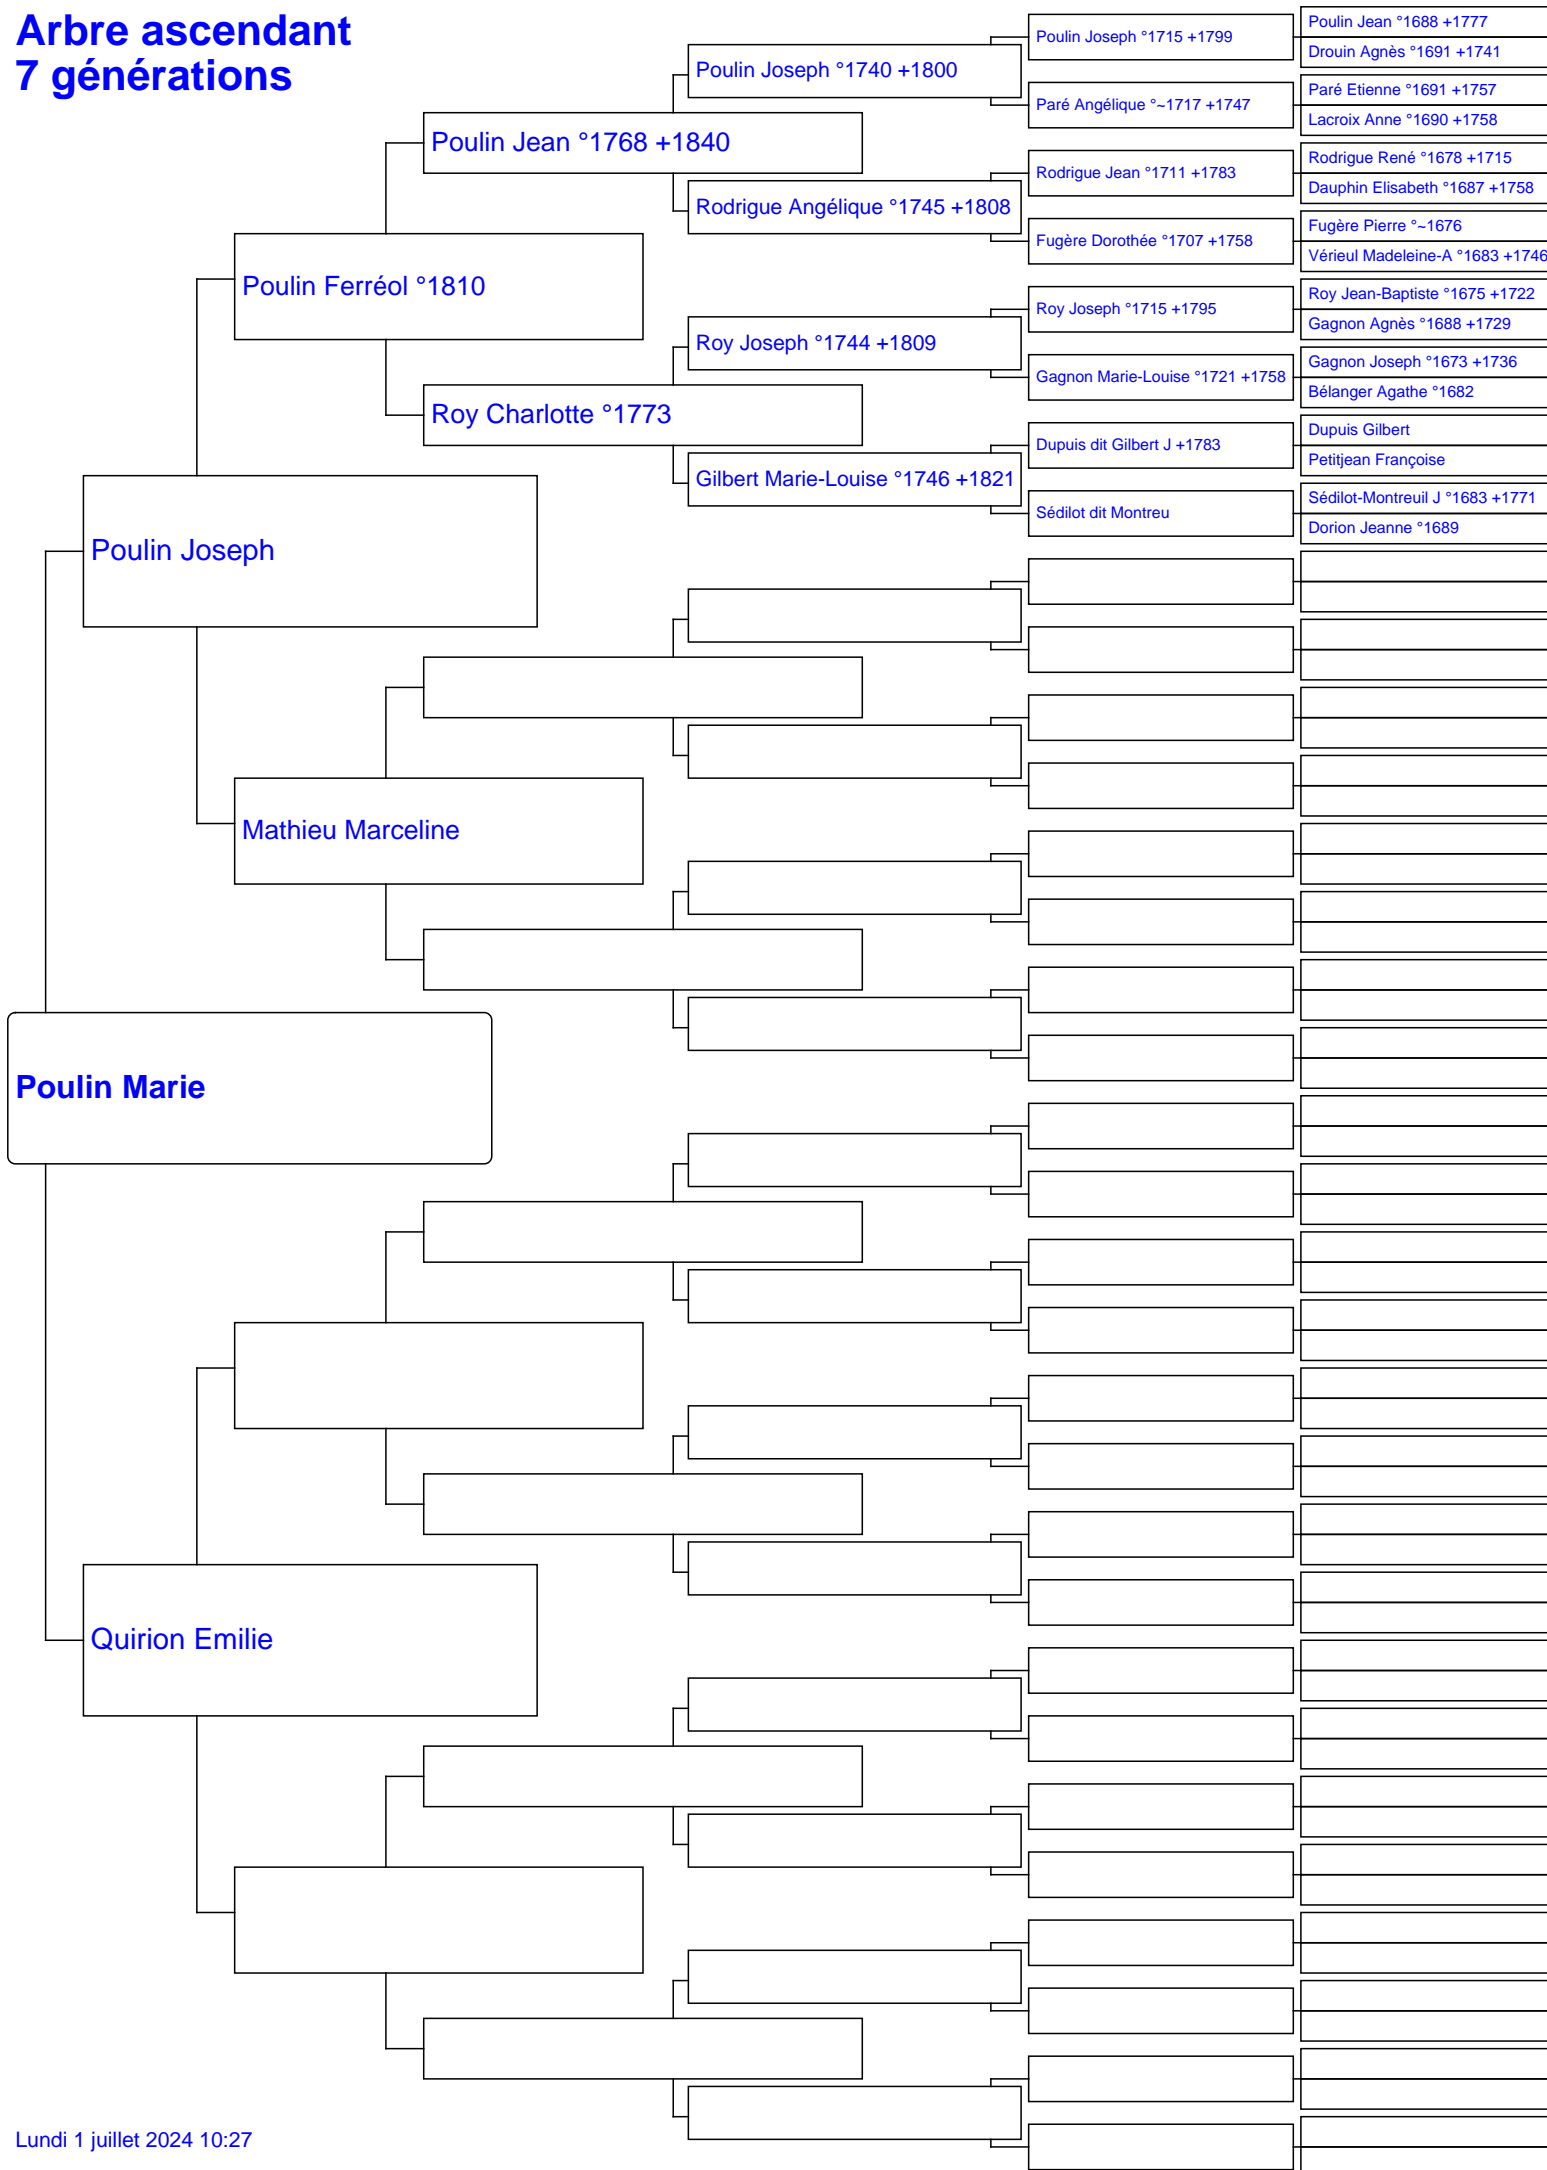 Arbre ascendant
7 générations
Poulin Marie
Poulin Joseph
Quirion Emilie
Poulin Ferréol °1810
Mathieu Marceline
Poulin Jean °1768 +1840
Roy Charlotte °1773
Poulin Joseph °1740 +1800
Rodrigue Angélique °1745 +1808
Roy Joseph °1744 +1809
Gilbert Marie-Louise °1746 +1821
Poulin Joseph °1715 +1799
Paré Angélique °~1717 +1747
Rodrigue Jean °1711 +1783
Fugère Dorothée °1707 +1758
Roy Joseph °1715 +1795
Gagnon Marie-Louise °1721 +1758
Dupuis dit Gilbert J +1783
Sédilot dit Montreu
Poulin Jean °1688 +1777
Drouin Agnès °1691 +1741
Paré Etienne °1691 +1757
Lacroix Anne °1690 +1758
Rodrigue René °1678 +1715
Dauphin Elisabeth °1687 +1758
Fugère Pierre °~1676
Vérieul Madeleine-A °1683 +1746
Roy Jean-Baptiste °1675 +1722
Gagnon Agnès °1688 +1729
Gagnon Joseph °1673 +1736
Bélanger Agathe °1682
Dupuis Gilbert
Petitjean Françoise
Sédilot-Montreuil J °1683 +1771
Dorion Jeanne °1689
Lundi 1 juillet 2024 10:27